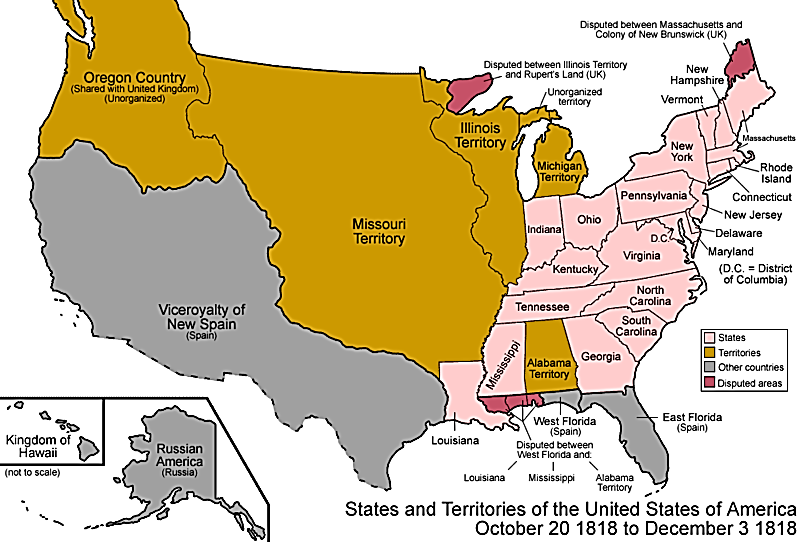 Disputed between Massachusetts and
Colony of New Brunswick (UK)
Disputed between Illinois Territory
and Rupert's Land (UK)
New
Hampshire
Oregon Country
(Shared with United Kingdom)
(Unorganized)
Unorganized
territory
Vermont
Illinois
Territory
Massachusetts
New
York
Michigan
Territory
Rhode
Island
Connecticut
Pennsylvania
New Jersey
Missouri
Territory
Indiana
Ohio
Delaware
D.C.
Maryland
Virginia
(D.C. = District
of Columbia)
Kentucky
North
Carolina
Viceroyalty of
New Spain
(Spain)
Tennessee
South
Carolina
States
Territories
Other countries
Disputed areas
Mississippi
Alabama
Territory
Georgia
East Florida
(Spain)
West Florida
(Spain)
Louisiana
Kingdom of
Hawaii
(not to scale)
Russian
America
(Russia)
Disputed between
West Florida and:
Louisiana
Mississippi
Alabama
Territory
States and Territories of the United States of America
October 20 1818 to December 3 1818